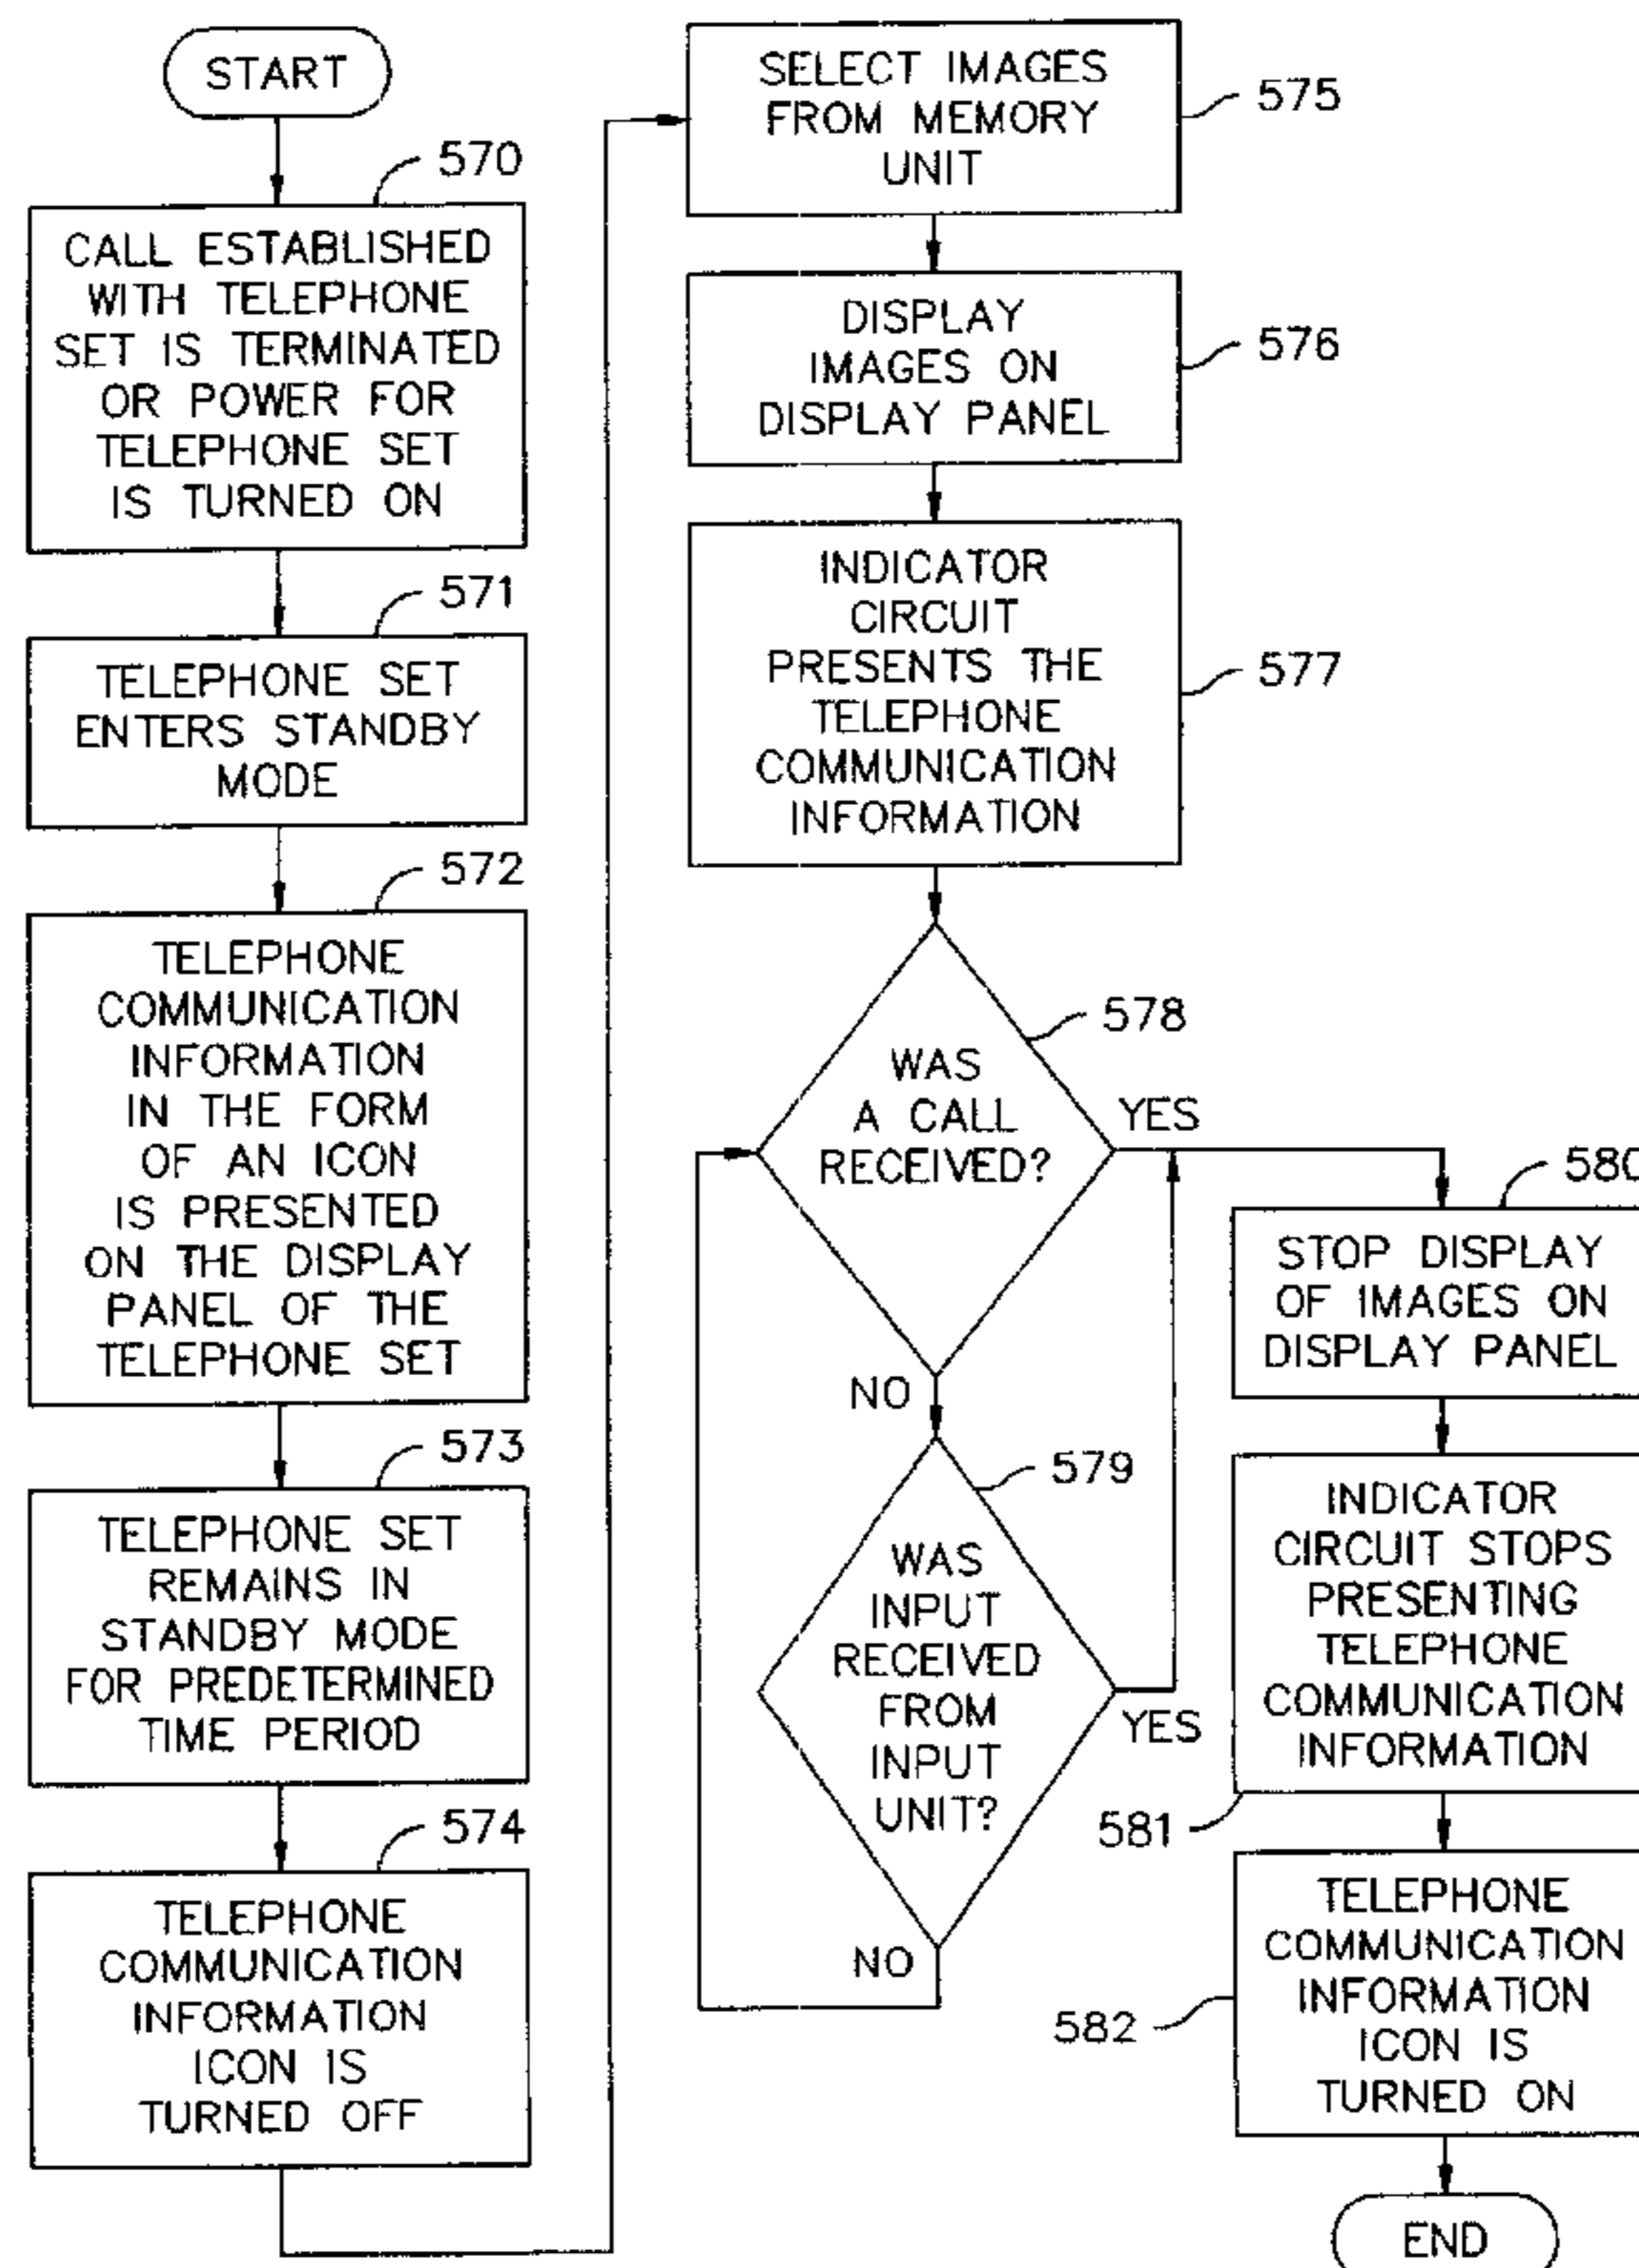 START
570
CALL ESTABLISHED
WITH TELEPHONE
SET IS TERMINATED
OR POWER FOR
TELEPHONE SET
IS TURNED ON
571
TELEPHONE SET
ENTERS STANDBY
MODE
572
TELEPHONE
COMMUNICATION
INFORMATION
IN THE FORM
OF AN ICON
IS PRESENTED
ON THE DISPLAY
PANEL OF THE
TELEPHONE SET
573
TELEPHONE SET
REMAINS IN
STANDBY MODE
FOR PREDETERMINED
TIME PERIOD
574
TELEPHONE
COMMUNICATION
INFORMATION
ICON IS
TURNED OFF
SELECT IMAGES
FROM MEMORY
UNIT
575
DISPLAY
IMAGES ON
DISPLAY PANEL
576
INDICATOR
CIRCUIT
PRESENTS THE
TELEPHONE
COMMUNICATION
INFORMATION
577
578
WAS
A CALL
RECEIVED?
YES
NO
579
WAS
INPUT
RECEIVED
FROM
INPUT
UNIT?
YES
NO
580
STOP DISPLAY
OF IMAGES ON
DISPLAY PANEL
INDICATOR
CIRCUIT STOPS
PRESENTING
TELEPHONE
COMMUNICATION
INFORMATION
581
TELEPHONE
COMMUNICATION
INFORMATION
ICON IS
TURNED ON
582
END